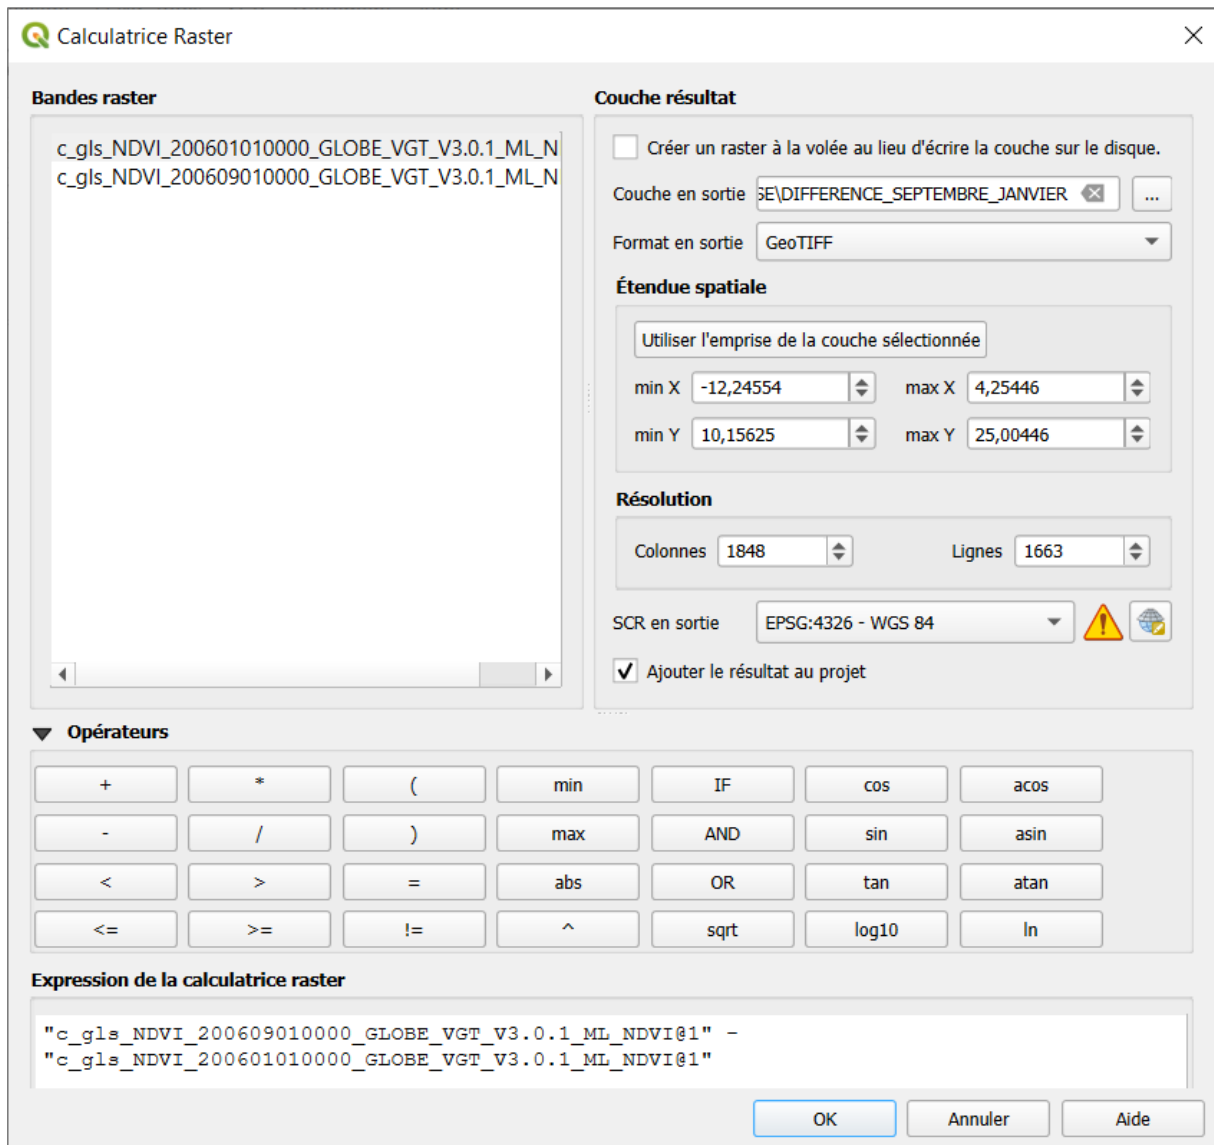 Calculatrice Raster
Bandes raster
c_gls_NDVI_200601010000_GLOBE_VGT_V3.0.1_ML_N
c_gls_NDVI_200609010000_GLOBE_VGT_V3.0.1_ML_N
Couche résultat
Créer un raster à la volée au lieu d'écrire la couche sur le disque.
Couche en sortie SE\DIFFERENCE_SEPTEMBRE_JANVIER ...
Format en sortie GeoTIFF
Étendue spatiale
Utiliser l'emprise de la couche sélectionnée
min X -12,24554 max X 4,25446
min Y 10,15625 max Y 25,00446
Résolution
Colonnes 1848 Lignes 1663
SCR en sortie EPSG:4326 - WGS 84
Ajouter le résultat au projet
Opérateurs
+ * ( min IF cos acos
- / ) max AND sin asin
< > = abs OR tan atan
<= >= != ^ sqrt log10 ln
Expression de la calculatrice raster
"c_gls_NDVI_200609010000_GLOBE_VGT_V3.0.1_ML_NDVI@1" -
"c_gls_NDVI_200601010000_GLOBE_VGT_V3.0.1_ML_NDVI@1"
OK Annuler Aide